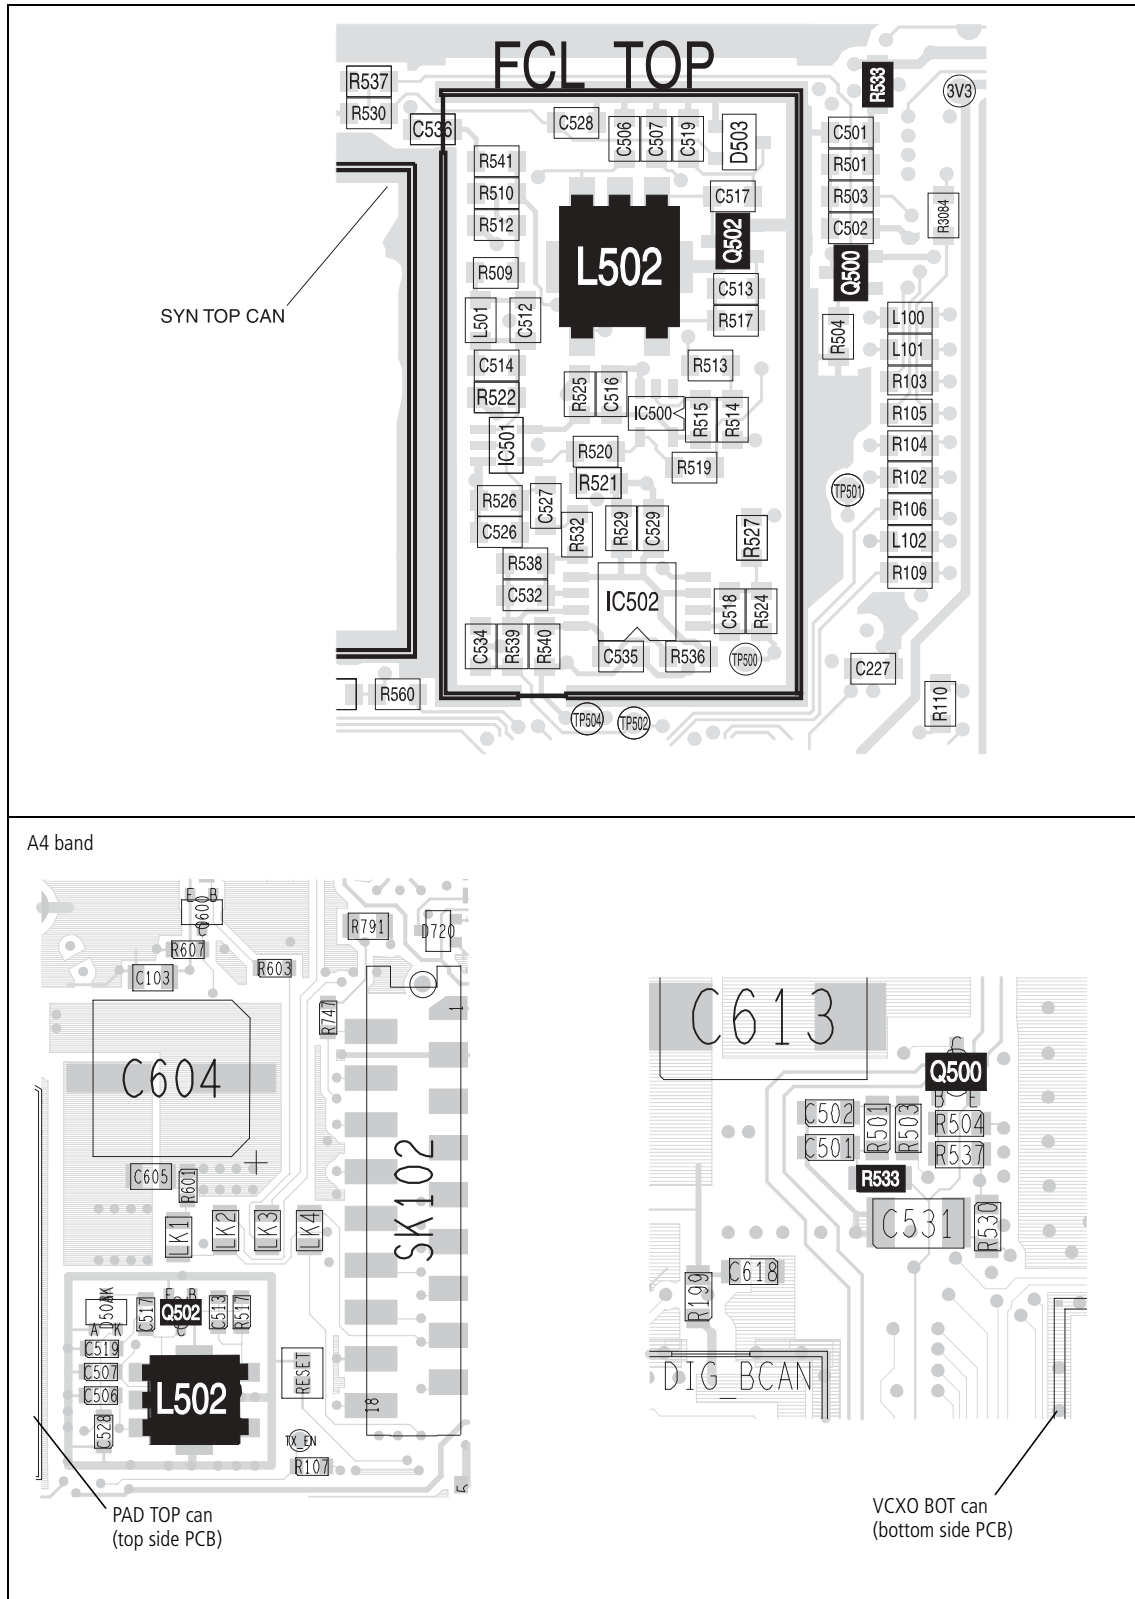 FCL TOP
R537
R530
C536
C528
C506
C507
C519
D503
R533
3V3
C501
R501
R503
C502
R3084
R541
R510
R512
C517
Q502
L502
Q500
R509
C513
R517
SYN TOP CAN
L501
C512
R504
L100
L101
C514
R522
R513
R103
R525
C516
IC500
R515
R514
R105
IC501
R520
R519
R104
R521
R102
TP501
R526
C527
C526
R532
R529
C529
R527
R106
L102
R538
C532
R109
IC502
C518
R524
C534
R539
R540
C535
R536
TP500
C227
R560
R110
TP504
TP502
A4 band
E B
Q600
C
R607
R603
C103
R791
D720
R747
1
C604
SK102
C605
R601
LK1
LK2
LK3
LK4
K
A K
C517
E B
Q502
C
C513
R517
C519
C507
C506
C528
L502
RESET
18
TX_EN
R107
5
PAD TOP can
(top side PCB)
C613
C
Q500
B E
C502
C501
R501
R503
R504
R537
R533
C531
R530
C618
R199
DIG_BCAN
VCXO BOT can
(bottom side PCB)